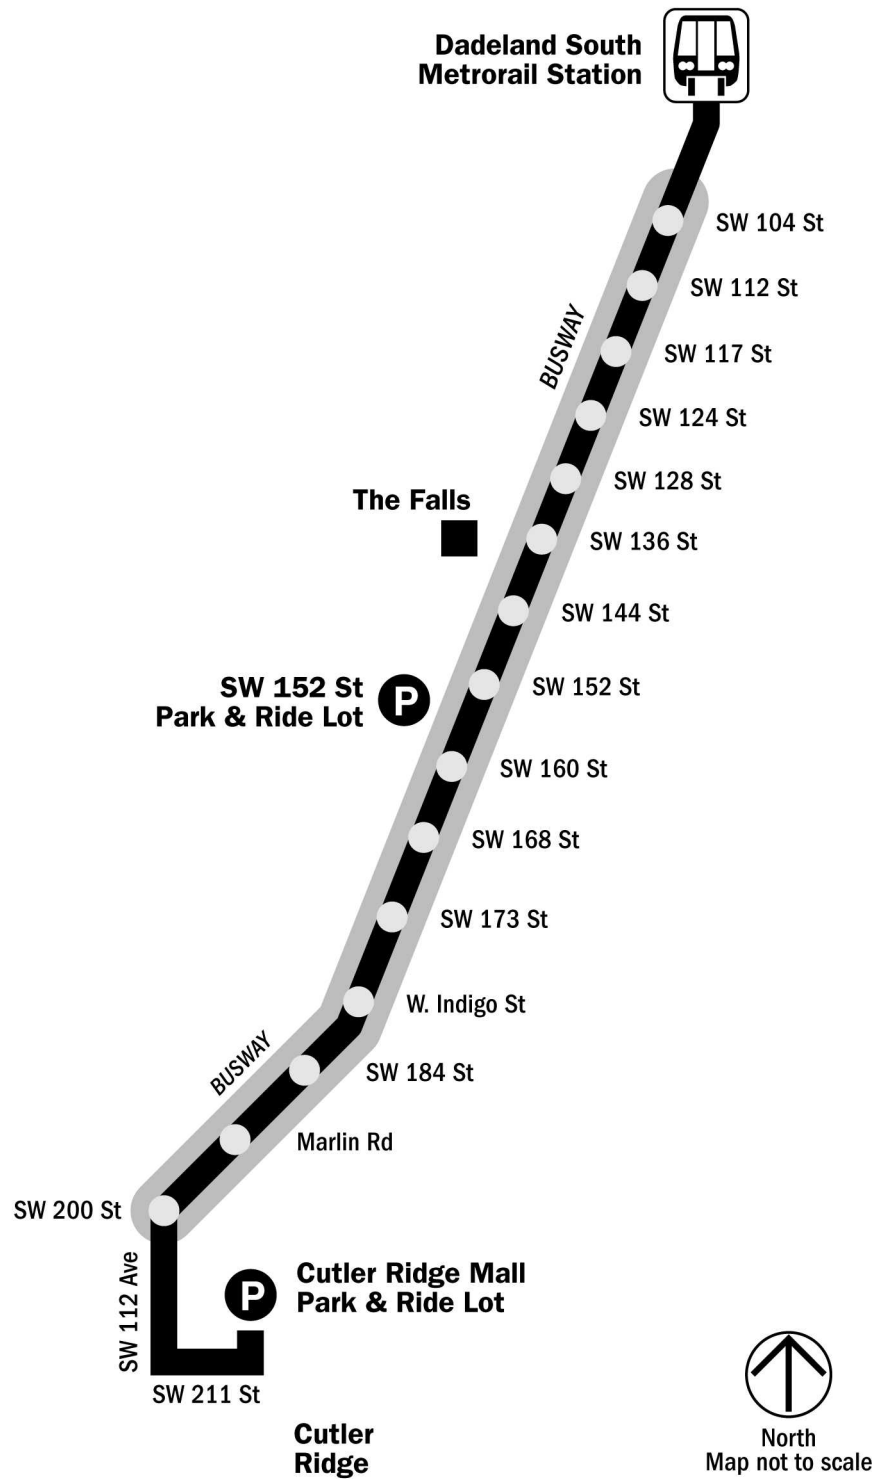 Dadeland South
Metrorail Station
SW 104 St
SW 112 St
BUSWAY
SW 117 St
SW 124 St
SW 128 St
The Falls
SW 136 St
SW 144 St
SW 152 St
Park & Ride Lot
P
SW 152 St
SW 160 St
SW 168 St
SW 173 St
W. Indigo St
BUSWAY
SW 184 St
Marlin Rd
SW 200 St
SW 112 Ave
P
Cutler Ridge Mall
Park & Ride Lot
SW 211 St
Cutler
Ridge
North
Map not to scale